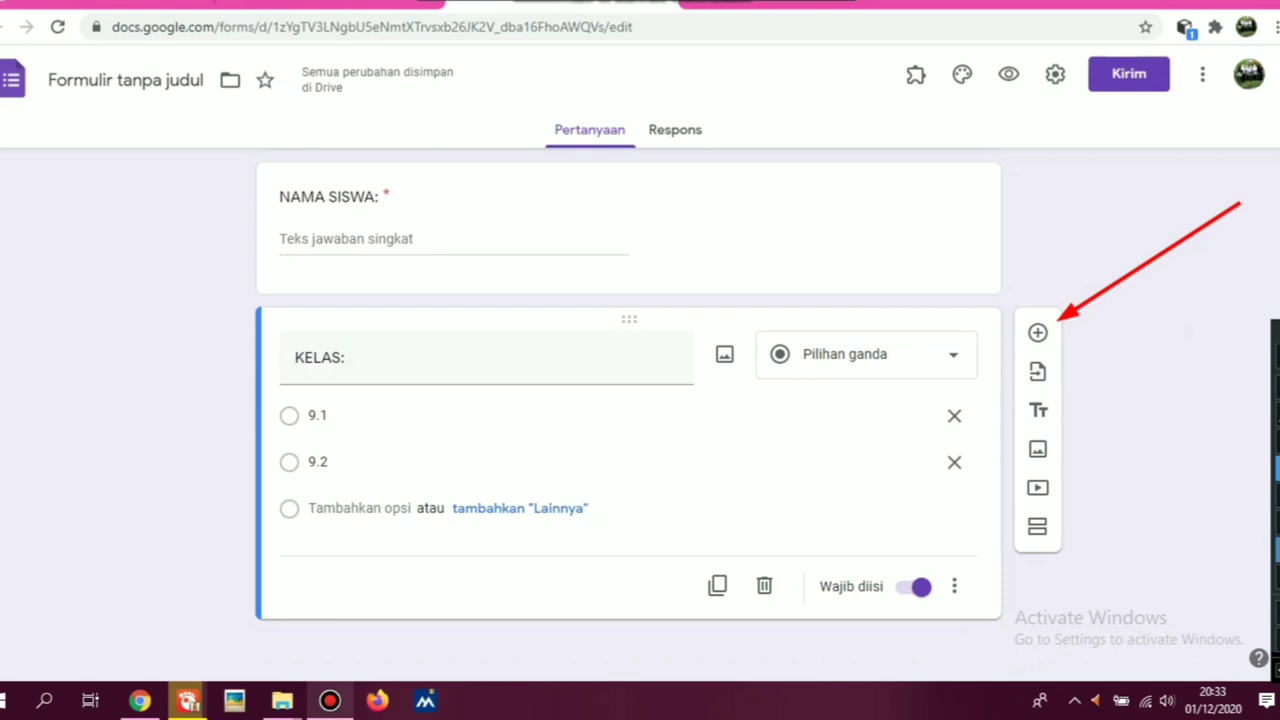 docs.google.com/forms/d/1zYgTV3LNgbU5eNmtXTrvsxb26JK2V_dba16FhoAWQVs/edit
1
Formulir tanpa judul
Semua perubahan disimpan
di Drive
Kirim
Pertanyaan Respons
NAMA SISWA: *
Teks jawaban singkat
KELAS:
Pilihan ganda
9.1
9.2
Tambahkan opsi atau tambahkan "Lainnya"
Tт
Wajib diisi
Activate Windows
Go to Settings to activate Windows.
20:33
01/12/2020